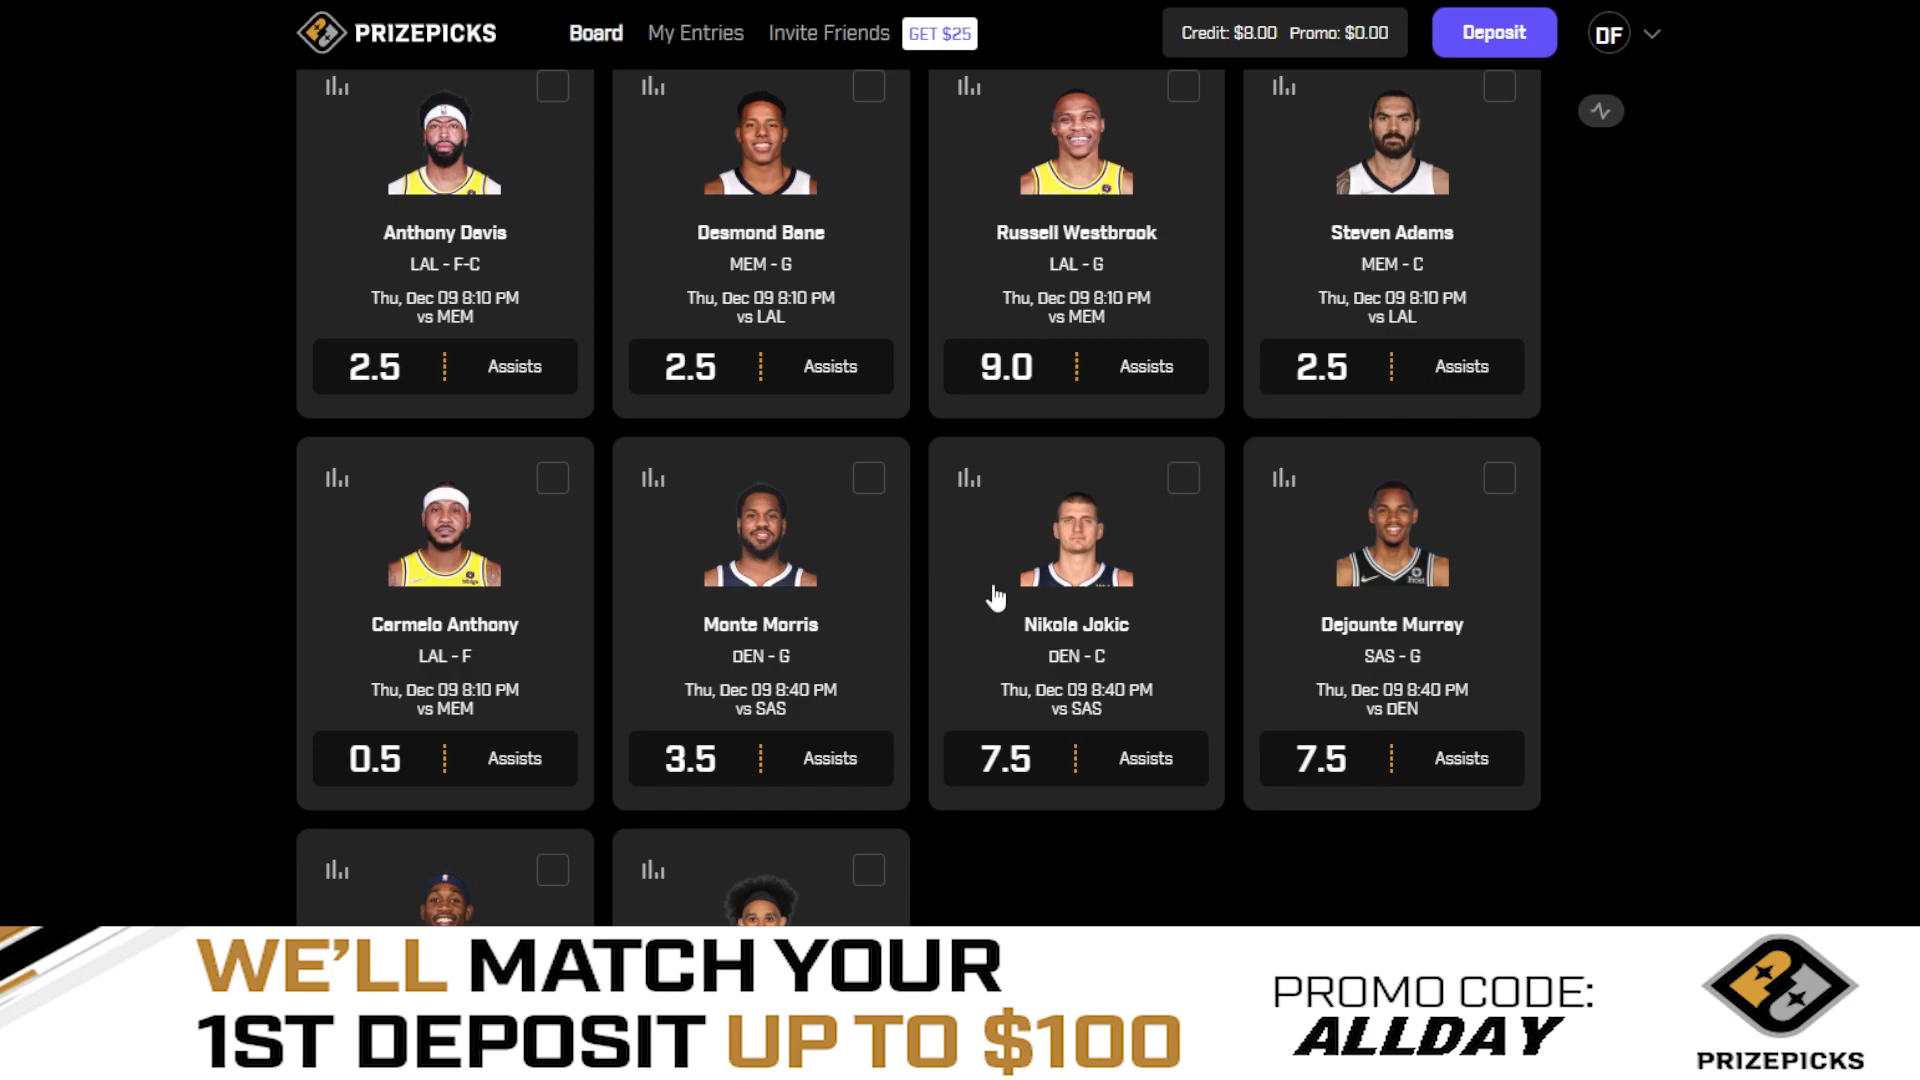 PRIZEPICKS
Board
My Entries
Invite Friends
GET $25
Credit: $8.00 Promo: $0.00
Deposit
DF
Anthony Davis
LAL - F-C
Thu, Dec 09 8:10 PM
vs MEM
2.5
Assists
Desmond Bane
MEM - G
Thu, Dec 09 8:10 PM
vs LAL
2.5
Assists
Russell Westbrook
LAL - G
Thu, Dec 09 8:10 PM
vs MEM
9.0
Assists
Steven Adams
MEM - C
Thu, Dec 09 8:10 PM
vs LAL
2.5
Assists
Carmelo Anthony
LAL - F
Thu, Dec 09 8:10 PM
vs MEM
0.5
Assists
Monte Morris
DEN - G
Thu, Dec 09 8:40 PM
vs SAS
3.5
Assists
Nikola Jokic
DEN - C
Thu, Dec 09 8:40 PM
vs SAS
7.5
Assists
Dejounte Murray
SAS - G
Thu, Dec 09 8:40 PM
vs DEN
7.5
Assists
WE'LL MATCH YOUR
1ST DEPOSIT UP TO $100
PROMO CODE:
ALLDAY
PRIZEPICKS